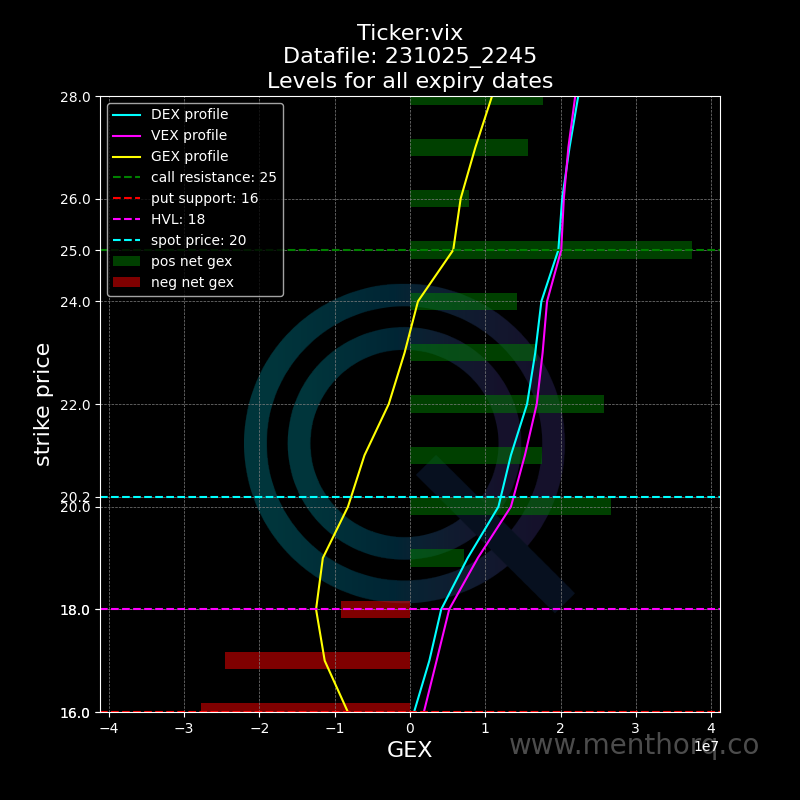 Ticker:vix
Datafile: 231025_2245
Levels for all expiry dates
DEX profile
VEX profile
GEX profile
call resistance: 25
put support: 16
HVL: 18
spot price: 20
pos net gex
neg net gex
28.0
26.0
25.0
24.0
22.0
20.2
20.0
18.0
16.0
strike price
−4 −3 −2 −1 0 1 2 3 4
1e7
GEX
www.menthorq.co